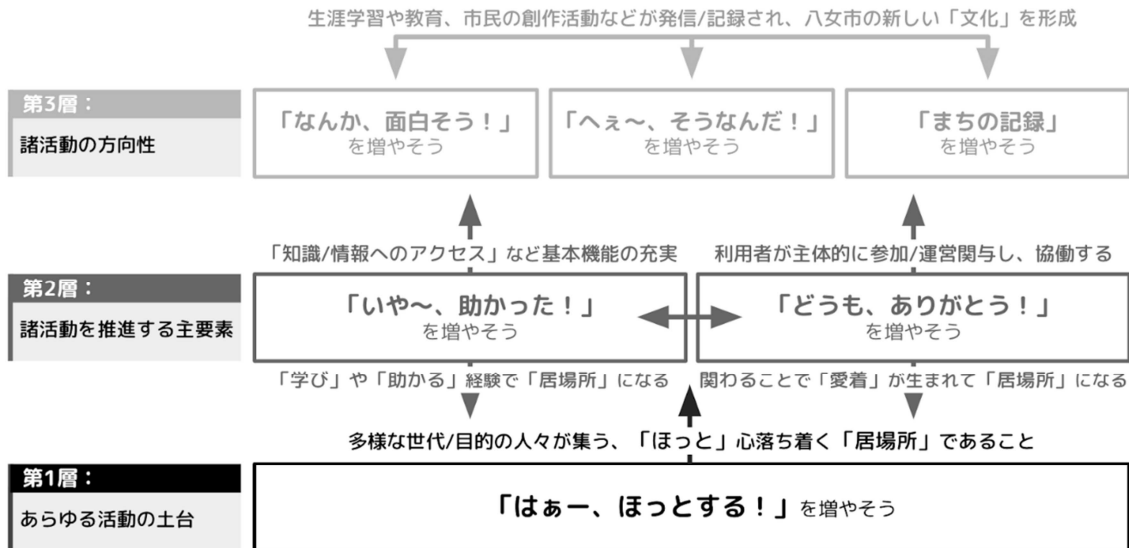 生涯学習や教育、市民の創作活動などが発信/記録され、八女市の新しい「文化」を形成
第3層：
諸活動の方向性
「なんか、面白そう！」
を増やそう
「へぇ〜、そうなんだ！」
を増やそう
「まちの記録」
を増やそう
「知識/情報へのアクセス」など基本機能の充実
利用者が主体的に参加/運営関与し、協働する
第2層：
諸活動を推進する主要素
「いや〜、助かった！」
を増やそう
「どうも、ありがとう！」
を増やそう
「学び」や「助かる」経験で「居場所」になる
関わることで「愛着」が生まれて「居場所」になる
多様な世代/目的の人々が集う、「ほっと」心落ち着く「居場所」であること
第1層：
あらゆる活動の土台
「はぁー、ほっとする！」を増やそう